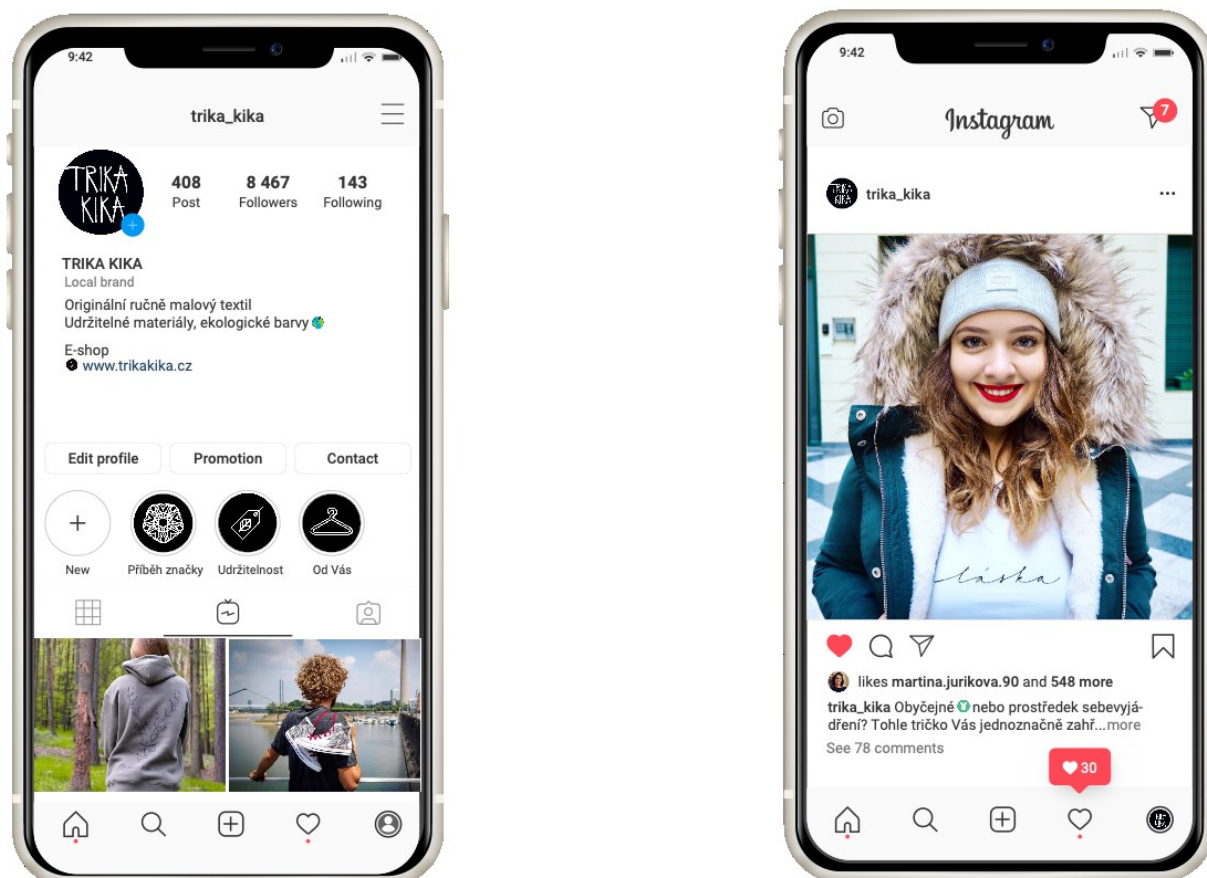 9:42
trika_kika
TRIKA
KIKA
408
Post
8 467
Followers
143
Following
TRIKA KIKA
Local brand
Originální ručně malový textil
Udržitelné materiály, ekologické barvy
E-shop
www.trikakika.cz
Edit profile
Promotion
Contact
New
Příběh značky
Udržitelnost
Od Vás
9:42
Instagram
7
TRIKA
KIKA
trika_kika
láska
likes martina.jurikova.90 and 548 more
trika_kika Obyčejné nebo prostředek sebevyjá-
dření? Tohle tričko Vás jednoznačně zahř...more
See 78 comments
30